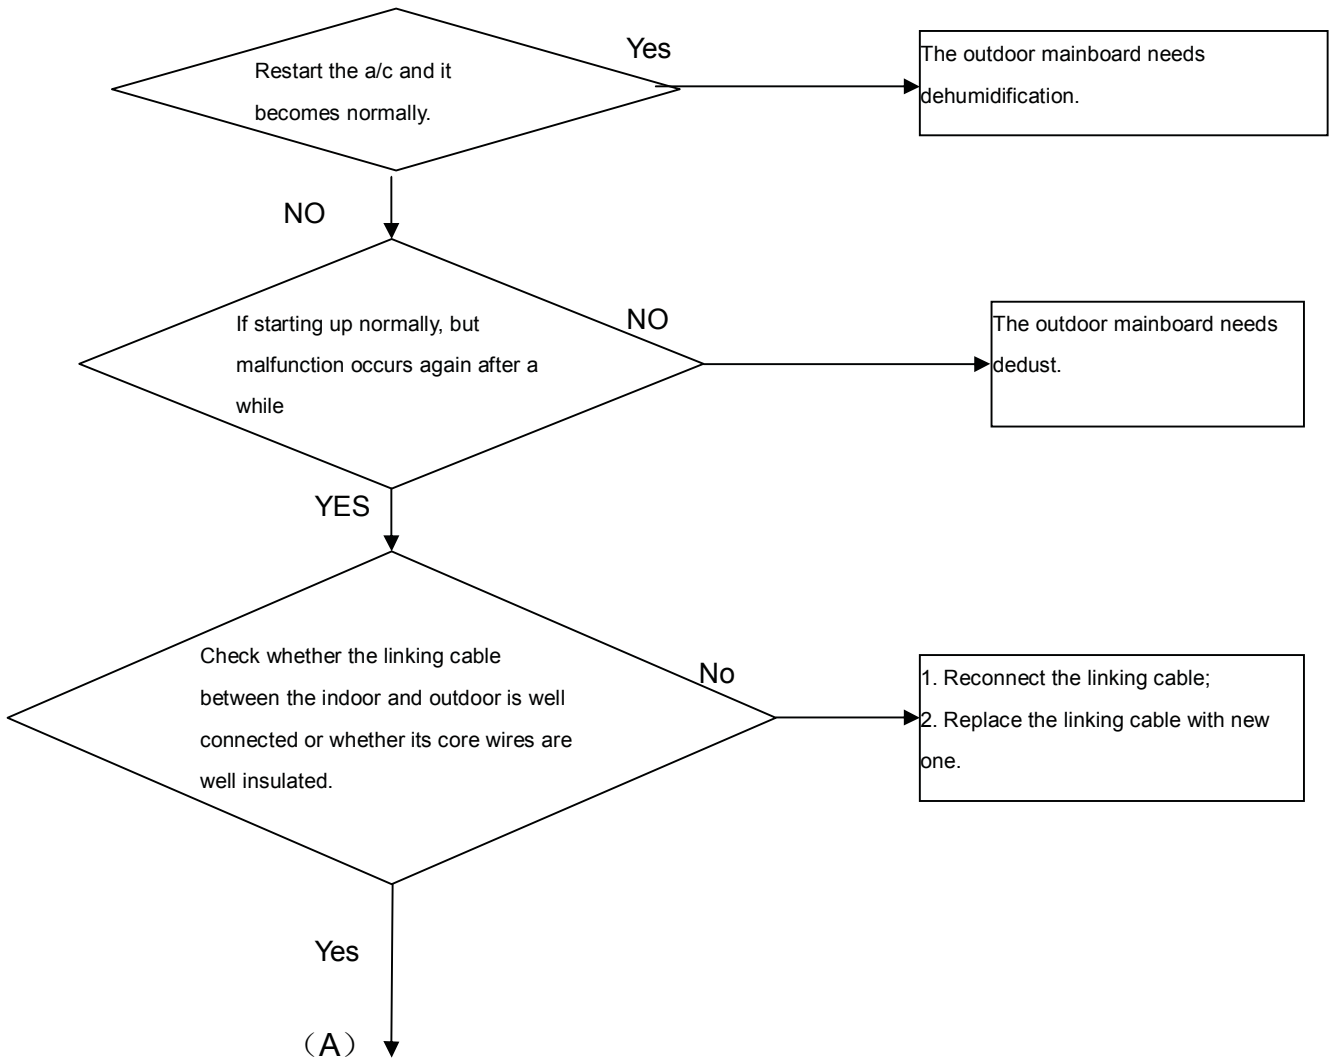 Restart the a/c and it
becomes normally.
Yes
The outdoor mainboard needs
dehumidification.
NO
If starting up normally, but
malfunction occurs again after a
while
NO
The outdoor mainboard needs
dedust.
YES
Check whether the linking cable
between the indoor and outdoor is well
connected or whether its core wires are
well insulated.
No
1. Reconnect the linking cable;
2. Replace the linking cable with new
one.
Yes
（A）